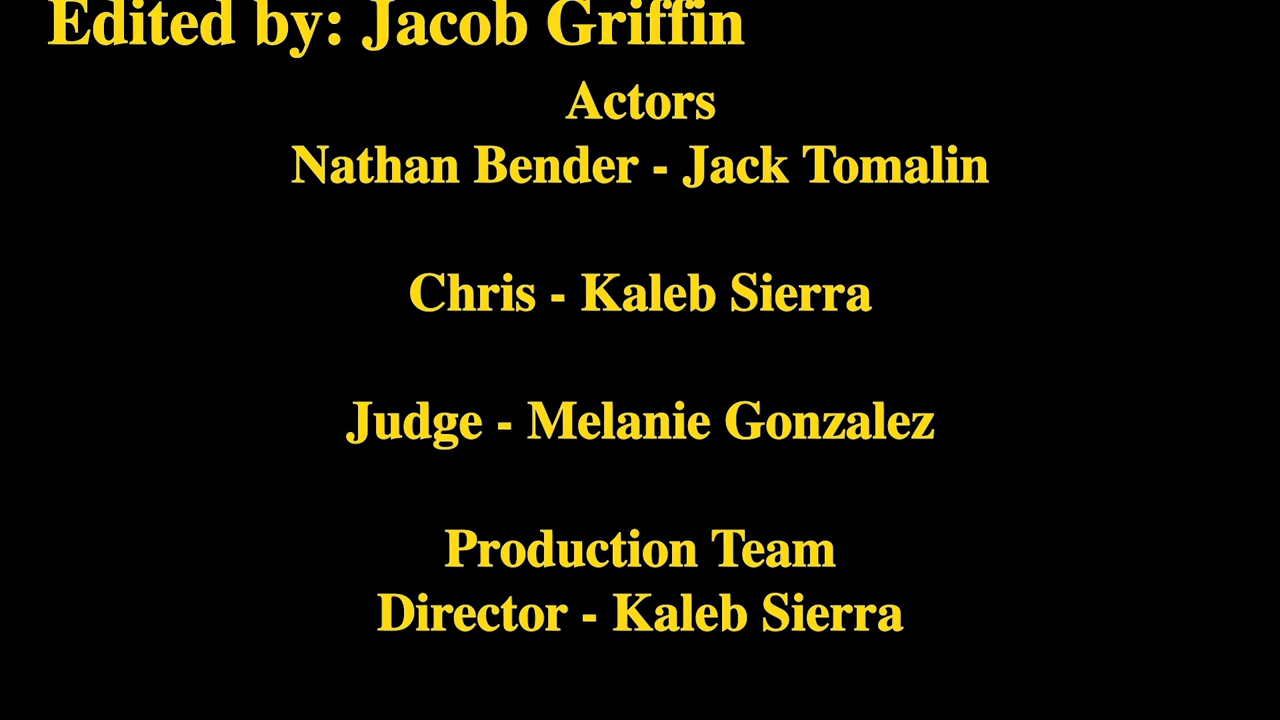 Edited by: Jacob Griffin
Actors
Nathan Bender - Jack Tomalin
Chris - Kaleb Sierra
Judge - Melanie Gonzalez
Production Team
Director - Kaleb Sierra